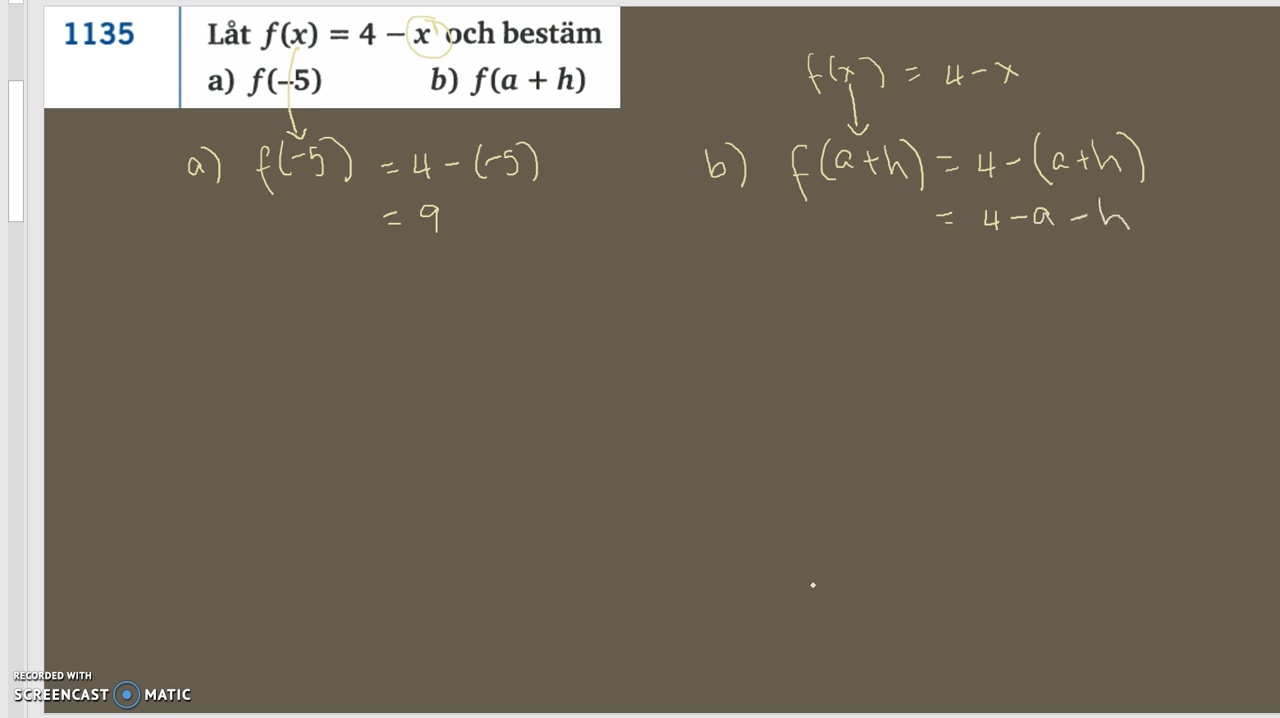 1135 Låt f(x) = 4 − x och bestäm
a) f(−5) b) f(a + h)
f(x) = 4 − x
a) f(−5) = 4 − (−5)
= 9
b) f(a+h) = 4 − (a+h)
= 4 − a − h
RECORDED WITH
SCREENCAST MATIC